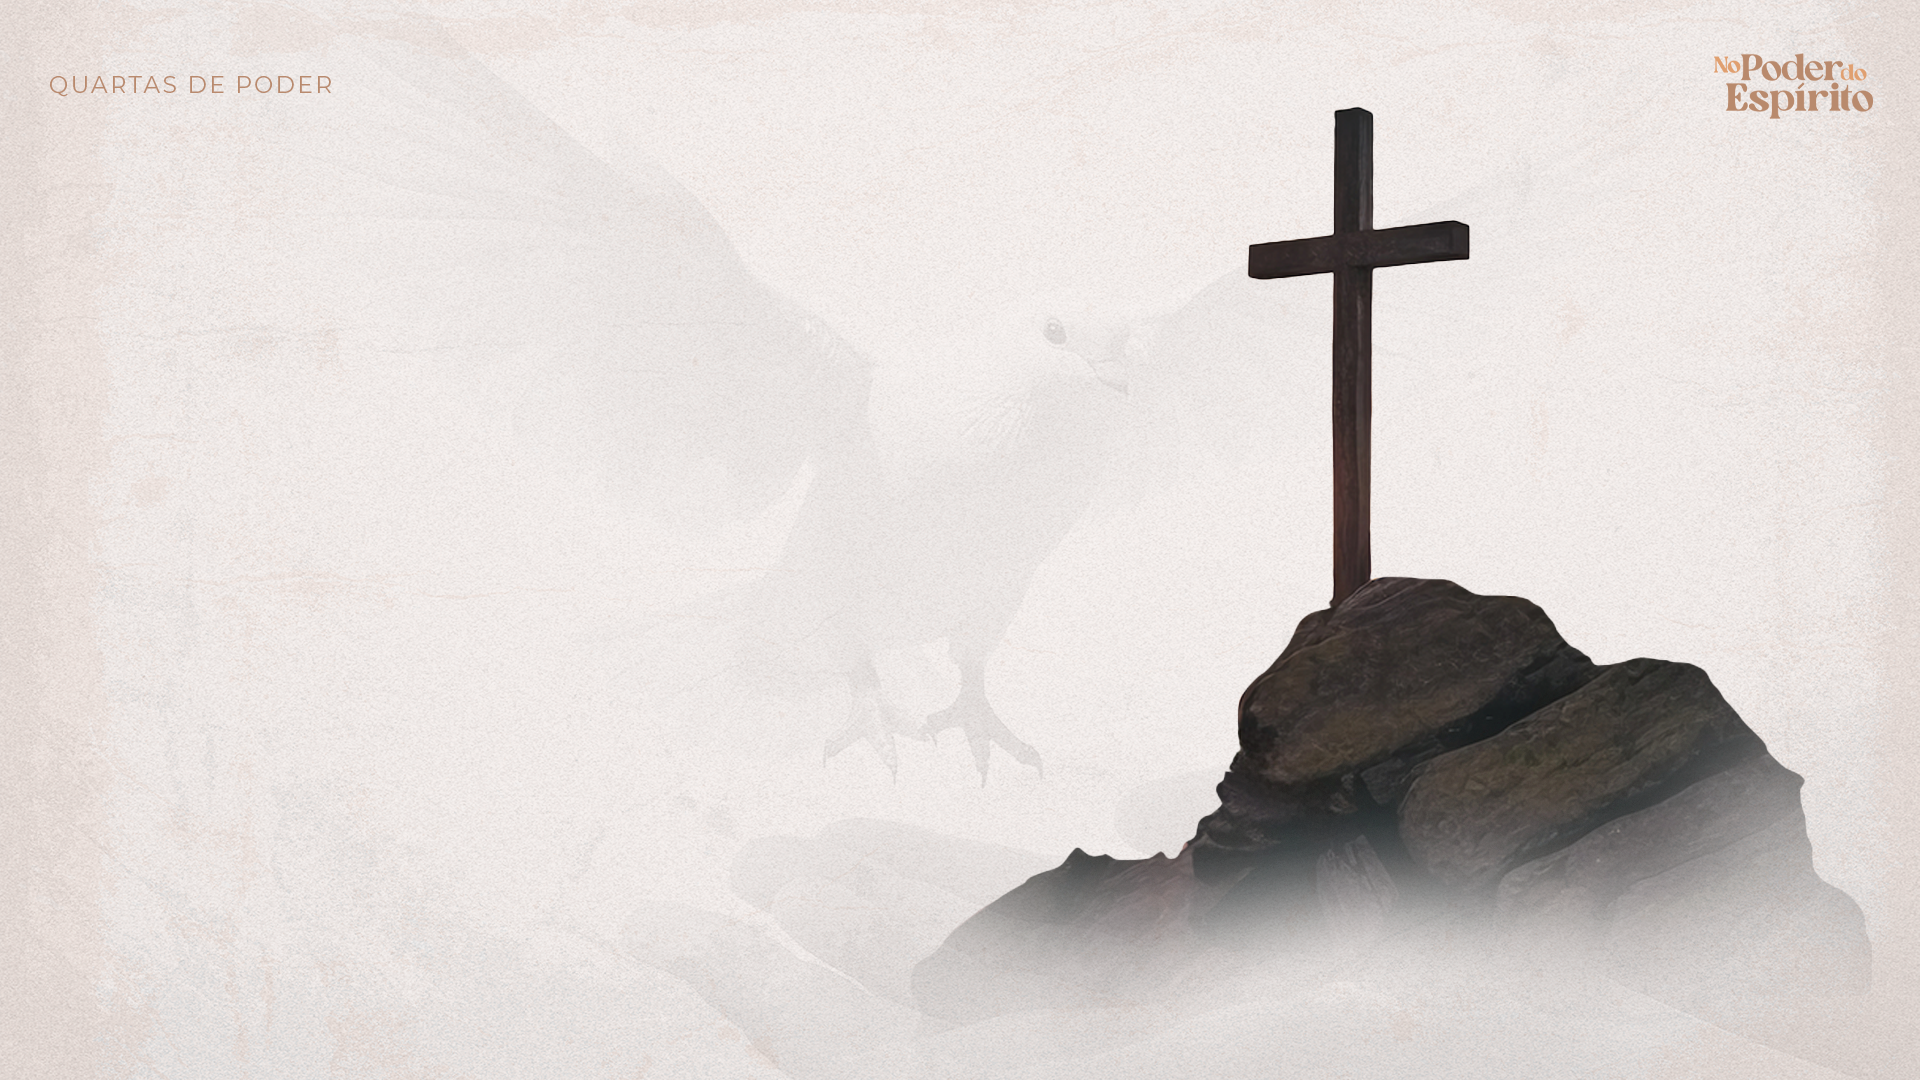 QUARTAS DE PODER
No Poder do
Espírito